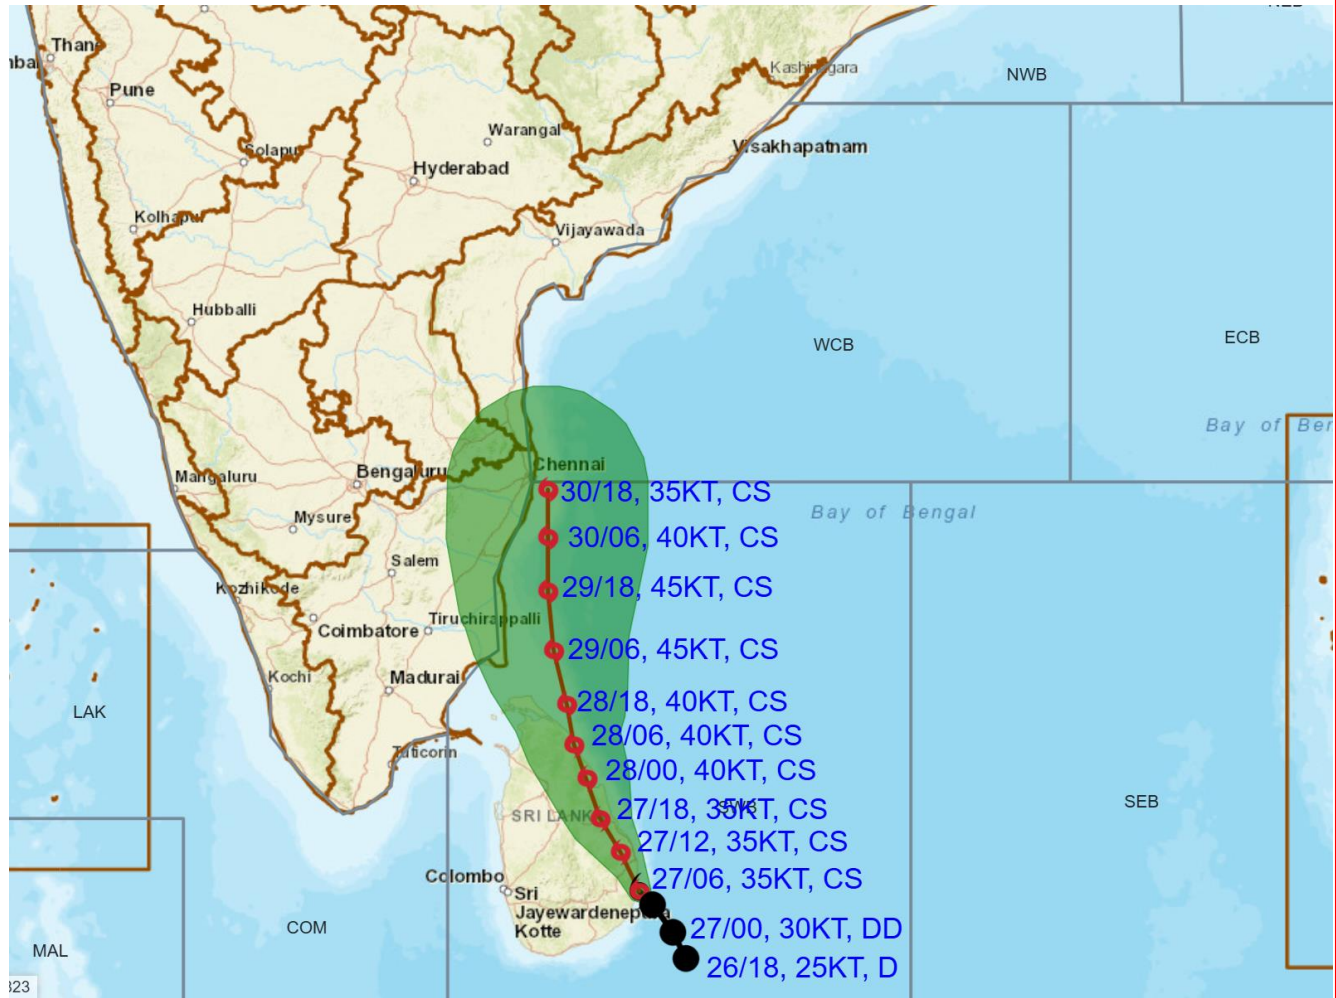 Thane
NWB
Kashinagara
Pune
Warangal
Solapur
Visakhapatnam
Hyderabad
Kolhapur
Vijayawada
Hubballi
WCB
ECB
Bay of Ben
Chennai
Mangaluru
Bengaluru
30/18, 35KT, CS
Bay of Bengal
Mysure
30/06, 40KT, CS
Salem
Kozhikode
29/18, 45KT, CS
Tiruchirappalli
Coimbatore
29/06, 45KT, CS
Kochi
Madurai
28/18, 40KT, CS
LAK
28/06, 40KT, CS
Tuticorin
28/00, 40KT, CS
SEB
SWB
27/18, 35KT, CS
SRI LANKA
27/12, 35KT, CS
Colombo
27/06, 35KT, CS
Sri
Jayewardenepura
Kotte
COM
27/00, 30KT, DD
MAL
26/18, 25KT, D
323